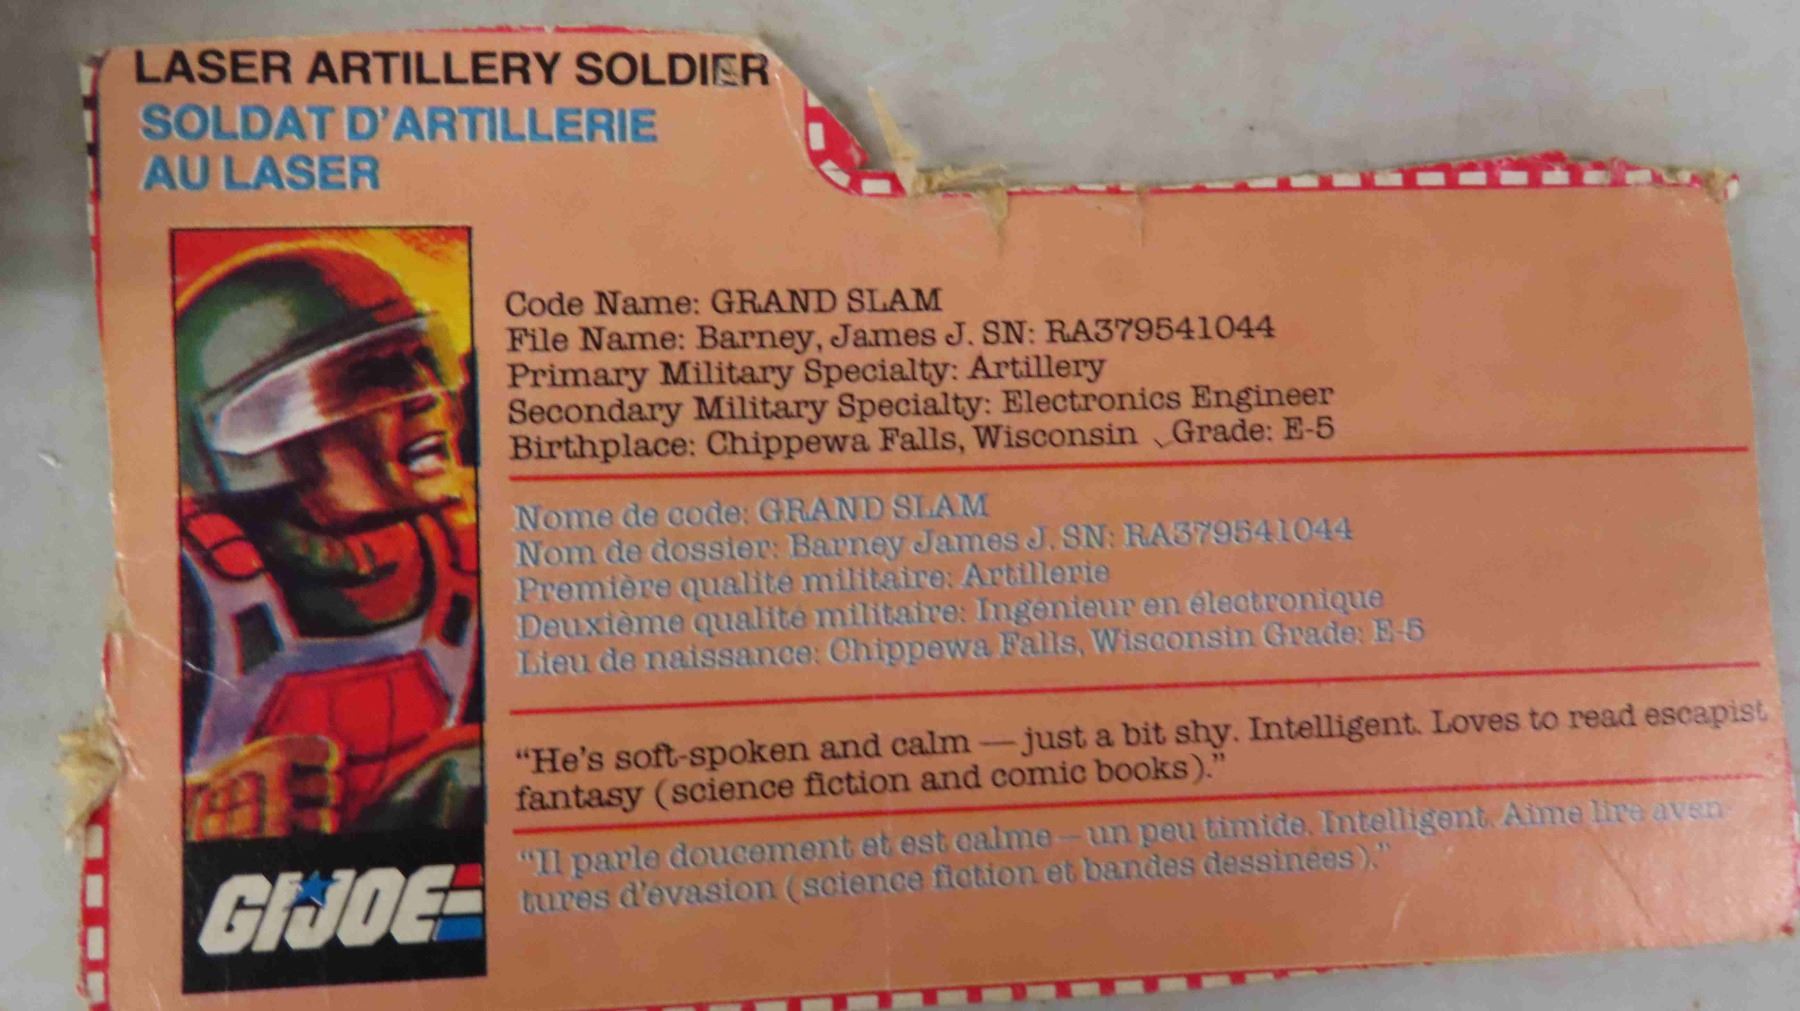 LASER ARTILLERY SOLDIER
SOLDAT D'ARTILLERIE
AU LASER
Code Name: GRAND SLAM
File Name: Barney, James J. SN: RA379541044
Primary Military Specialty: Artillery
Secondary Military Specialty: Electronics Engineer
Birthplace: Chippewa Falls, Wisconsin Grade: E-5
Nome de code: GRAND SLAM
Nom de dossier: Barney James J. SN: RA379541044
Première qualité militaire: Artillerie
Deuxième qualité militaire: Ingénieur en électronique
Lieu de naissance: Chippewa Falls, Wisconsin Grade: E-5
"He's soft-spoken and calm — just a bit shy. Intelligent. Loves to read escapist
fantasy (science fiction and comic books)."
"Il parle doucement et est calme – un peu timide. Intelligent. Aime lire aven-
tures d'évasion (science fiction et bandes dessinées)."
GI JOE